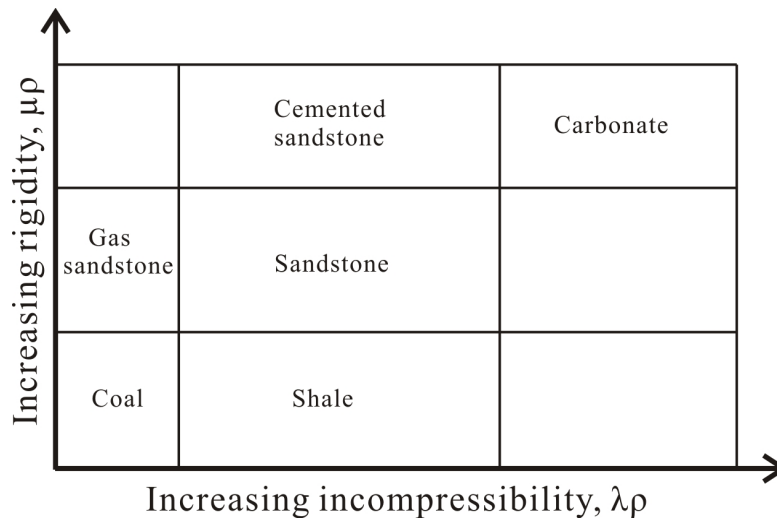 Increasing rigidity, μρ
Cemented
sandstone
Carbonate
Gas
sandstone
Sandstone
Coal
Shale
Increasing incompressibility, λρ